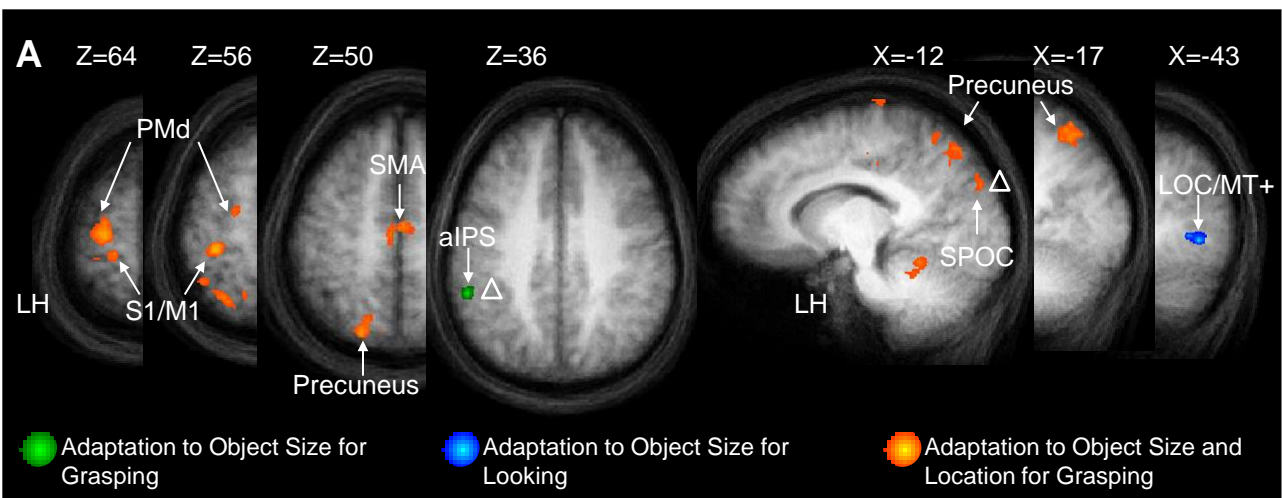 A
Z=64
Z=56
Z=50
Z=36
X=-12
X=-17
X=-43
Precuneus
PMd
SMA
LOC/MT+
aIPS
Δ
Δ
SPOC
LH
S1/M1
LH
Precuneus
Adaptation to Object Size for
Grasping
Adaptation to Object Size for
Looking
Adaptation to Object Size and
Location for Grasping